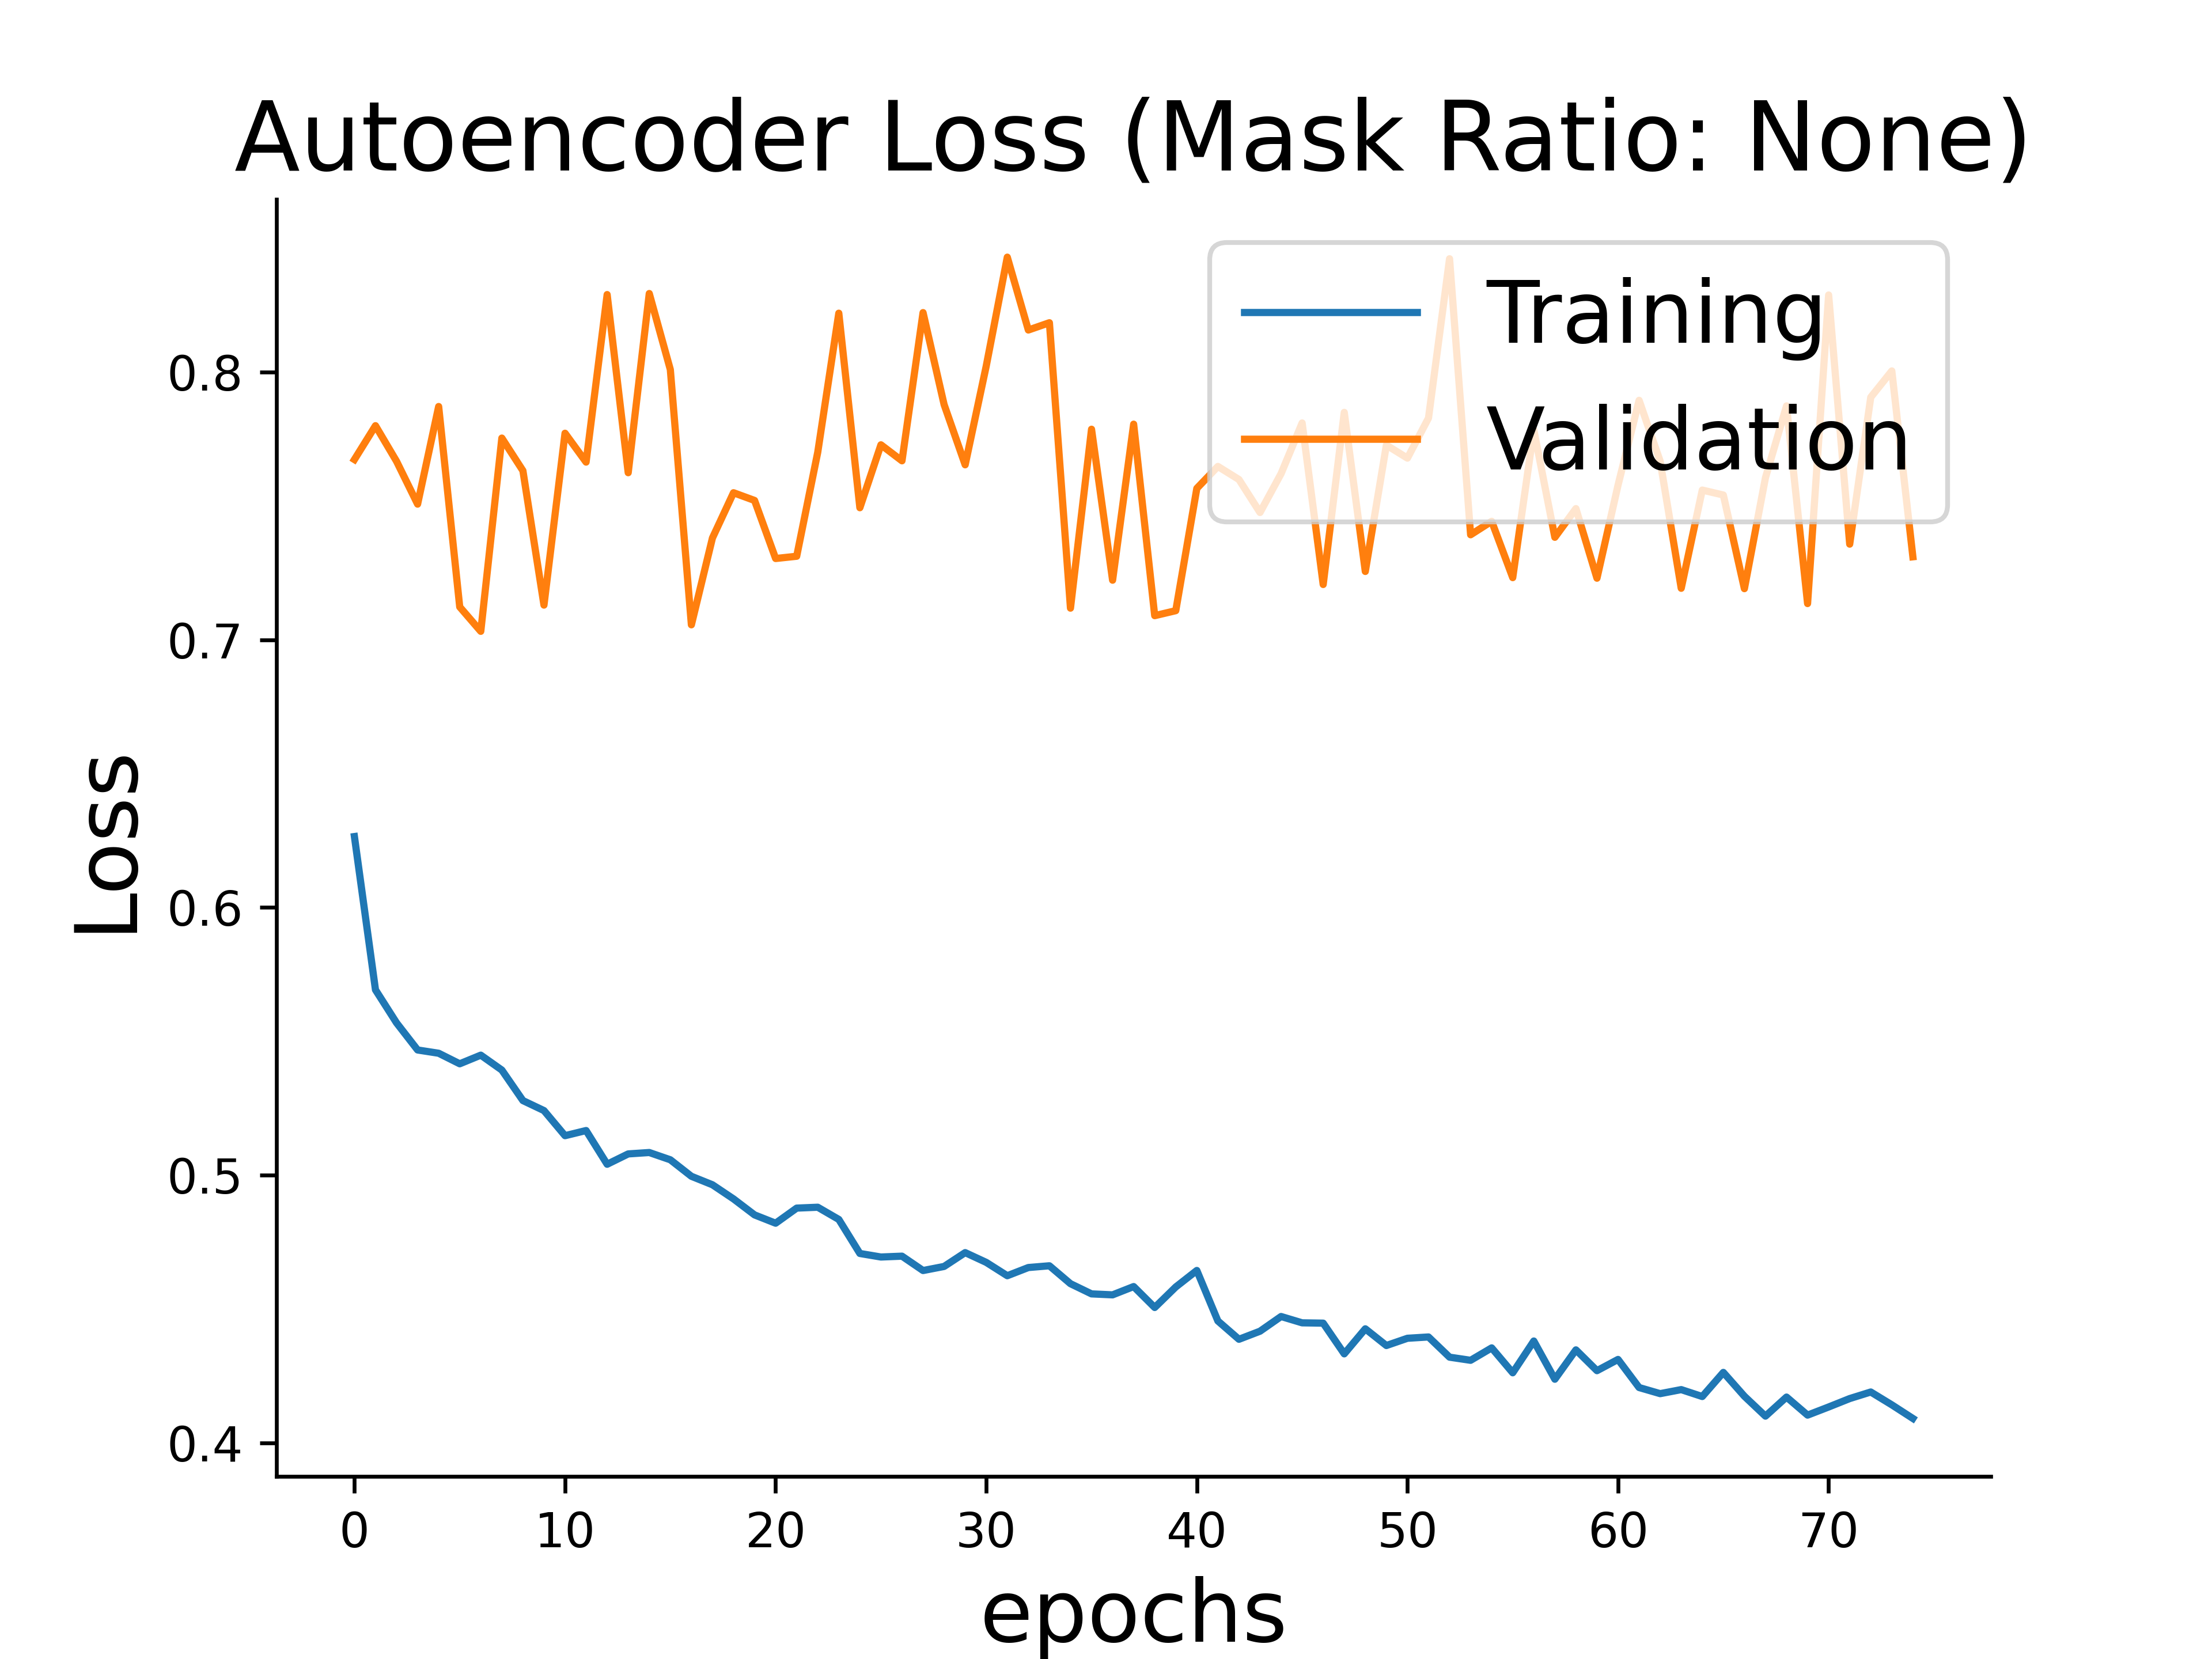 Autoencoder Loss (Mask Ratio: None)
Training
Validation
Loss
0.8
0.7
0.6
0.5
0.4
0 10 20 30 40 50 60 70
epochs